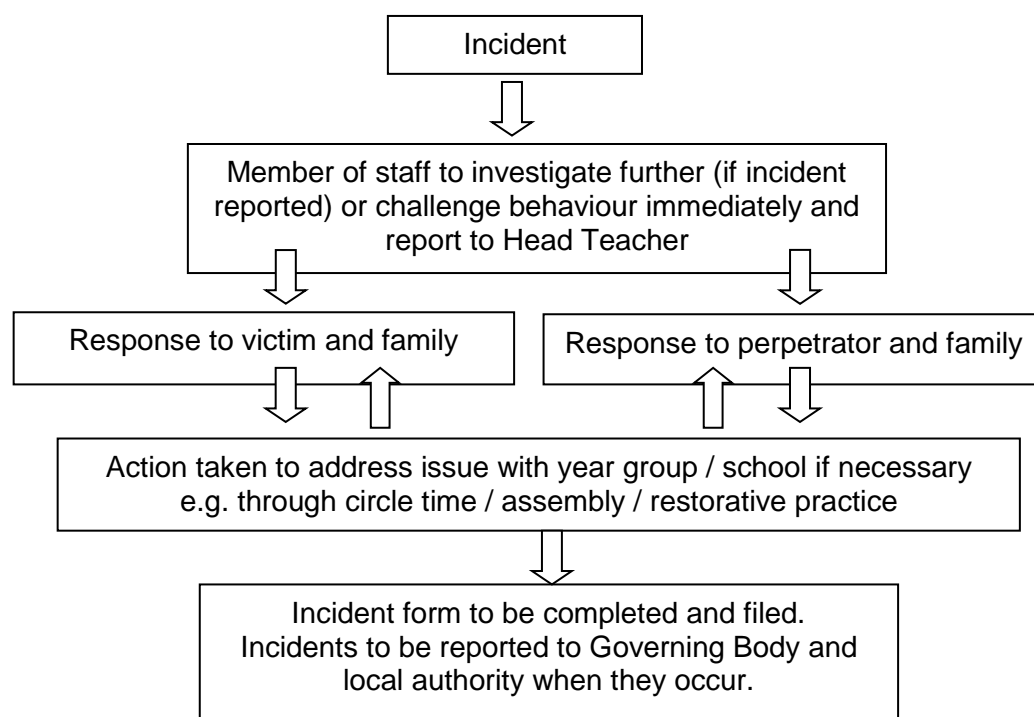 Incident
Member of staff to investigate further (if incident
reported) or challenge behaviour immediately and
report to Head Teacher
Response to victim and family
Response to perpetrator and family
Action taken to address issue with year group / school if necessary
e.g. through circle time / assembly / restorative practice
Incident form to be completed and filed.
Incidents to be reported to Governing Body and
local authority when they occur.